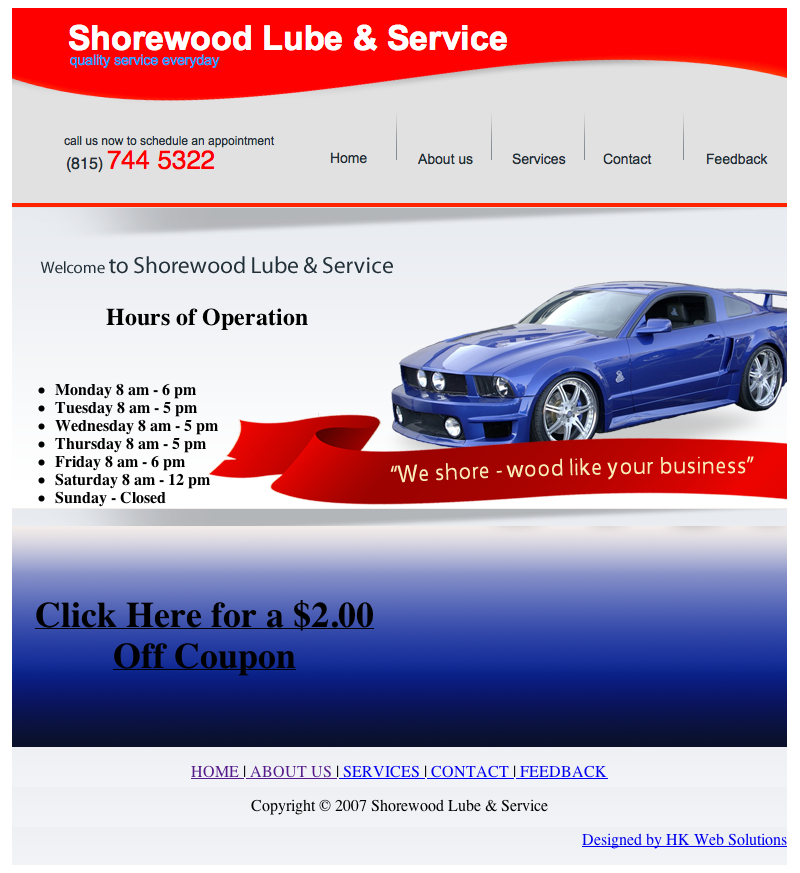 Shorewood Lube & Service
quality service everyday
call us now to schedule an appointment
(815) 744 5322
Home About us Services Contact Feedback
Welcome to Shorewood Lube & Service
Hours of Operation
• Monday 8 am - 6 pm
• Tuesday 8 am - 5 pm
• Wednesday 8 am - 5 pm
• Thursday 8 am - 5 pm
• Friday 8 am - 6 pm
• Saturday 8 am - 12 pm
• Sunday - Closed
“We shore - wood like your business”
Click Here for a $2.00
Off Coupon
HOME | ABOUT US | SERVICES | CONTACT | FEEDBACK
Copyright © 2007 Shorewood Lube & Service
Designed by HK Web Solutions